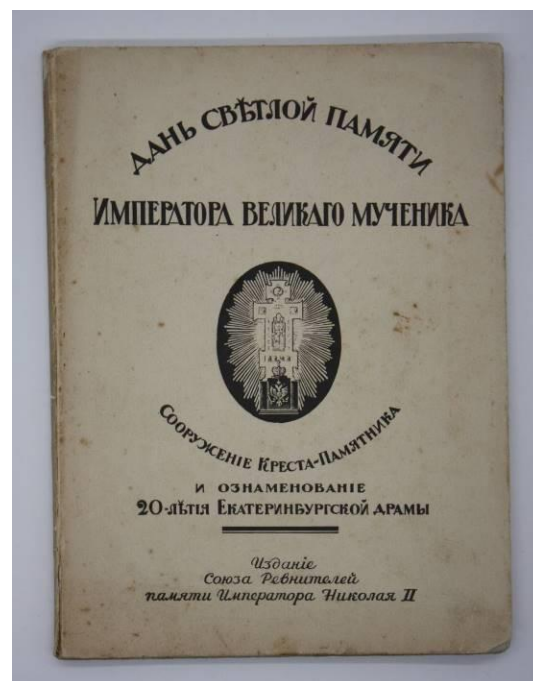 Дань свѣтлой памяти
Императора великаго мученика
Сооруженіе Креста-Памятника
и ознаменованіе
20-лѣтія Екатеринбургской драмы
Изданіе
Союза Ревнителей
памяти Императора Николая II